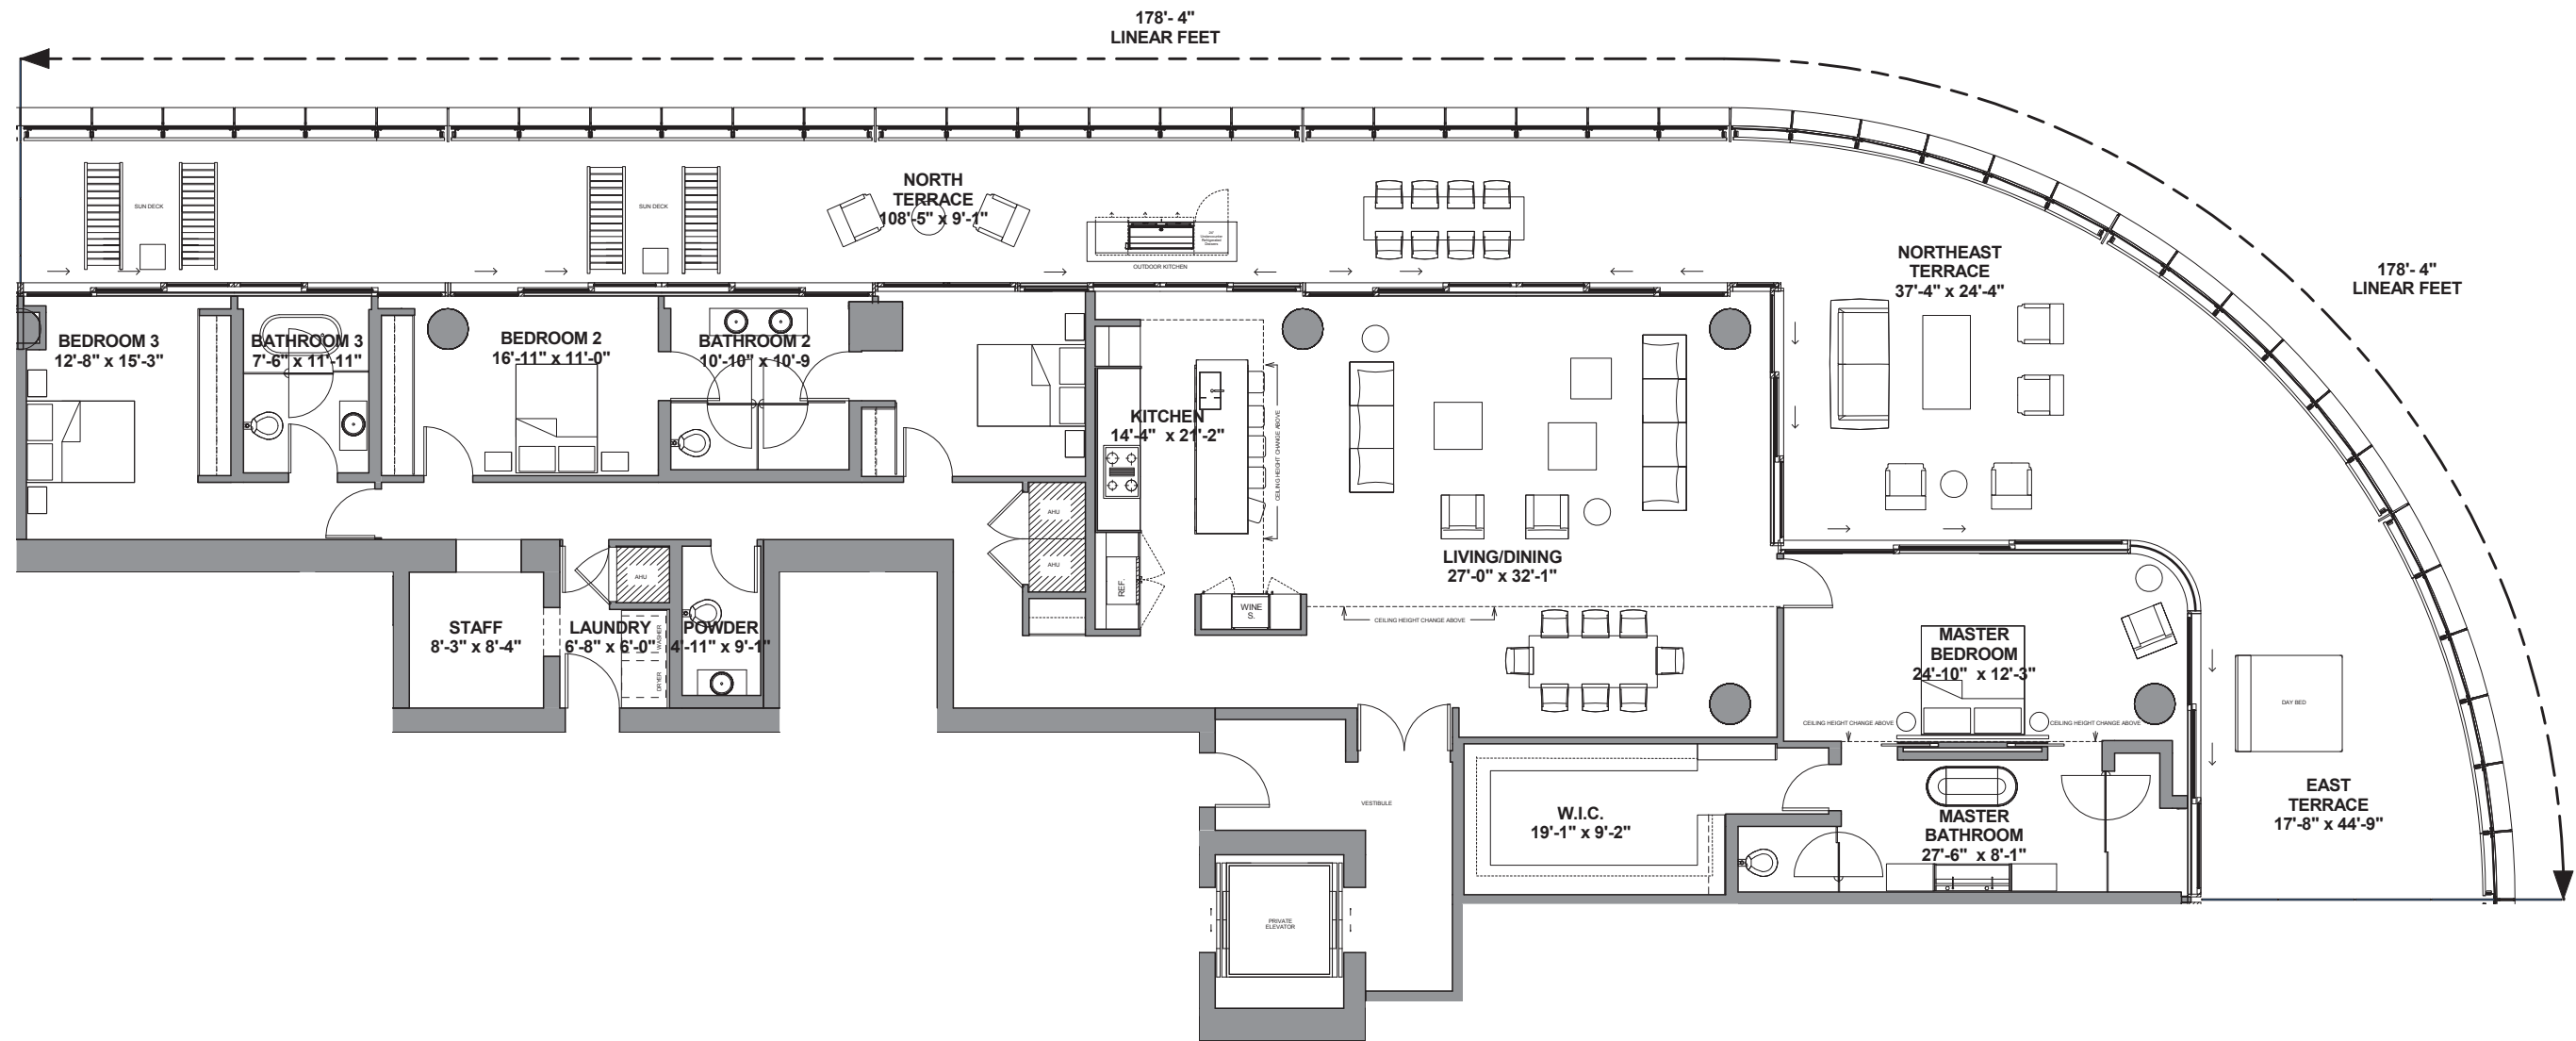 178'- 4"
LINEAR FEET
NORTH
TERRACE
108'-5" x 9'-1"
SUN DECK
SUN DECK
OUTDOOR KITCHEN
NORTHEAST
TERRACE
37'-4" x 24'-4"
178'- 4"
LINEAR FEET
BEDROOM 3
12'-8" x 15'-3"
BATHROOM 3
7'-6" x 11'-11"
BEDROOM 2
16'-11" x 11'-0"
BATHROOM 2
10'-10" x 10'-9
KITCHEN
14'-4" x 21'-2"
CEILING HEIGHT CHANGE ABOVE
AHU
AHU
AHU
REF.
WINE
S.
LIVING/DINING
27'-0" x 32'-1"
CEILING HEIGHT CHANGE ABOVE
STAFF
8'-3" x 8'-4"
LAUNDRY
6'-8" x 6'-0"
WASHER
DRYER
POWDER
4'-11" x 9'-1"
MASTER
BEDROOM
24'-10" x 12'-3"
CEILING HEIGHT CHANGE ABOVE
CEILING HEIGHT CHANGE ABOVE
DAY BED
EAST
TERRACE
17'-8" x 44'-9"
VESTIBULE
W.I.C.
19'-1" x 9'-2"
MASTER
BATHROOM
27'-6" x 8'-1"
PRIVATE
ELEVATOR